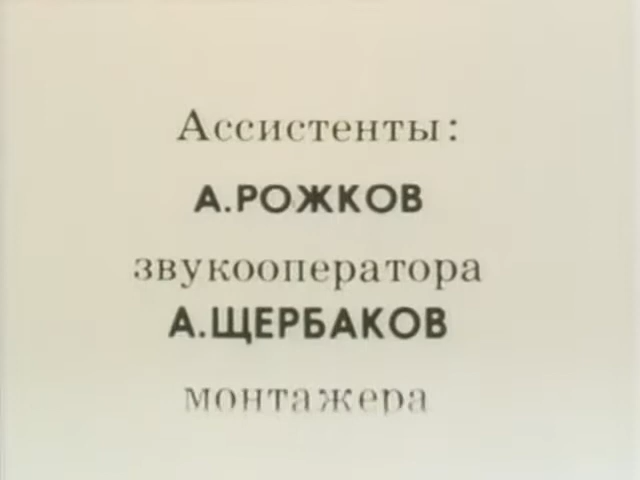 Ассистенты:
А.РОЖКОВ
звукооператора
А.ЩЕРБАКОВ
монтажера